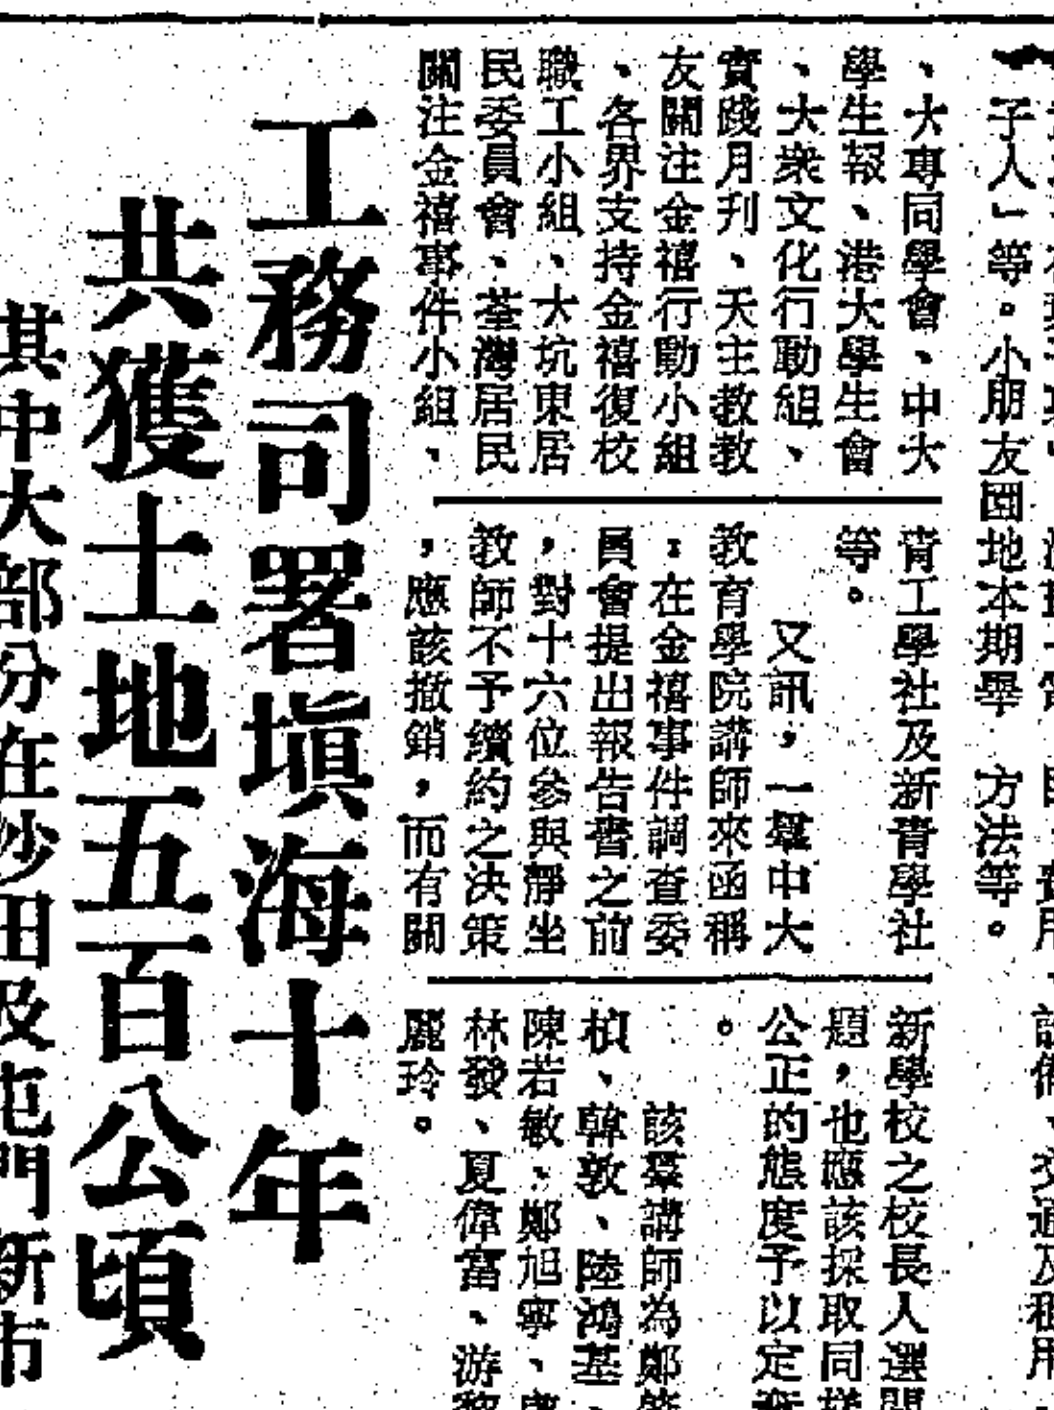 子人」等。小朋友園地本期畢
方法等。
、大專同學會、中大
學生報、港大學生會
、大衆文化行動組、
實踐月刋、天主教教
友關注金禧行動小組
、各界支持金禧復校
職工小組、大坑東居
民委員會、荃灣居民
關注金禧事件小組、
青工學社及新青學社
等。
又訊，一羣中大
教育學院講師來函稱
：在金禧事件調查委
員會提出報告書之前
，對十六位參與靜坐
教師不予續約之決策
，應該撤銷，而有關
新學校之校長人選問
題，也應該採取同樣
公正的態度予以定奪
。
該羣講師為鄭
楨、韓敦、陸鴻基、
陳若敏、鄭旭寧、
林發、夏偉富、游黎
麗玲。
工務司署塡海十年
共獲土地五百公頃
其中大部份在沙田及屯門新市